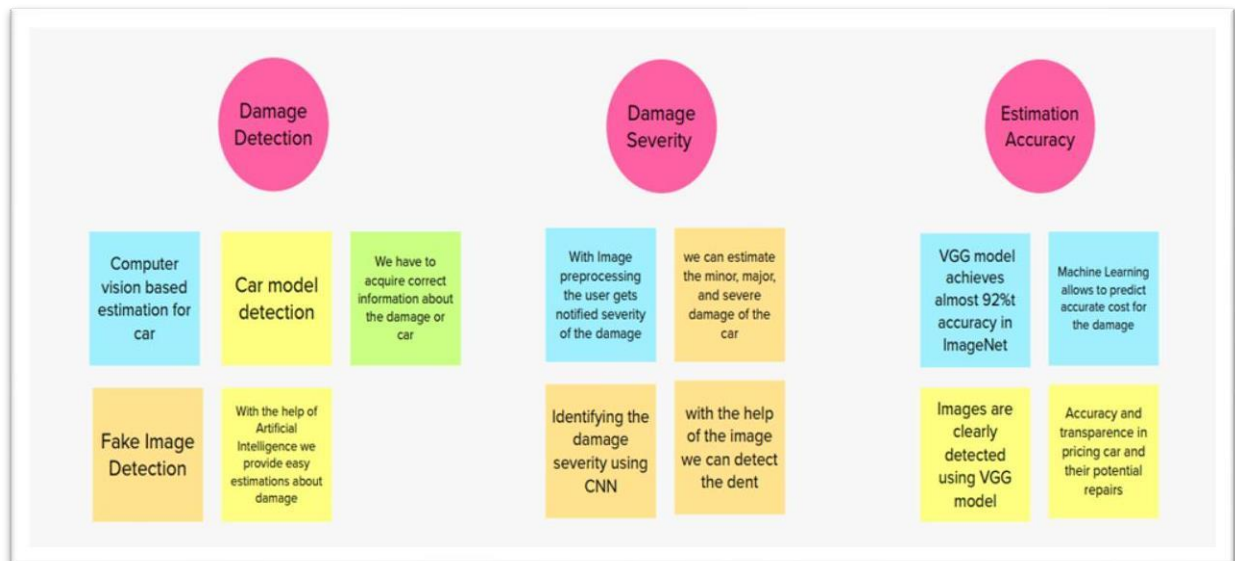 Damage
Detection
Damage
Severity
Estimation
Accuracy
Computer
vision based
estimation for
car
Car model
detection
We have to
acquire correct
information about
the damage or
car
With Image
preprocessing
the user gets
notified severity
of the damage
we can estimate
the minor, major,
and severe
damage of the
car
VGG model
achieves
almost 92%t
accuracy in
ImageNet
Machine Learning
allows to predict
accurate cost for
the damage
Fake Image
Detection
With the help of
Artificial
Intelligence we
provide easy
estimations about
damage
Identifying the
damage
severity using
CNN
with the help
of the image
we can detect
the dent
Images are
clearly
detected
using VGG
model
Accuracy and
transparence in
pricing car and
their potential
repairs